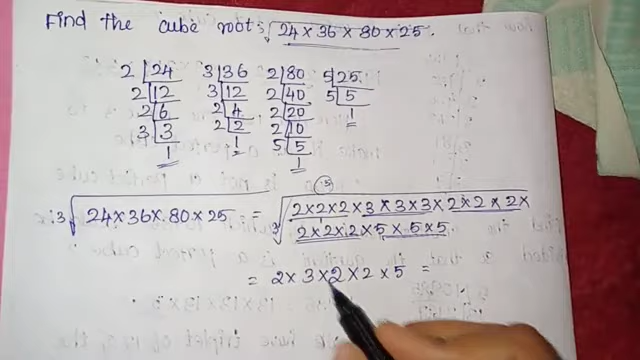 Find the cube root ³√24×36×80×25.
2|24 3|36 2|80 5|25
2|12 3|12 2|40 5|5
2|6 2|4 2|20 1
3|3 2|2 2|10
1 1 5|5
1
∴ ³√24×36×80×25 = ³√2×2×2×3×3×3×2×2×2×
2×2×2×5×5×5
= 2×3×2×2×5 =